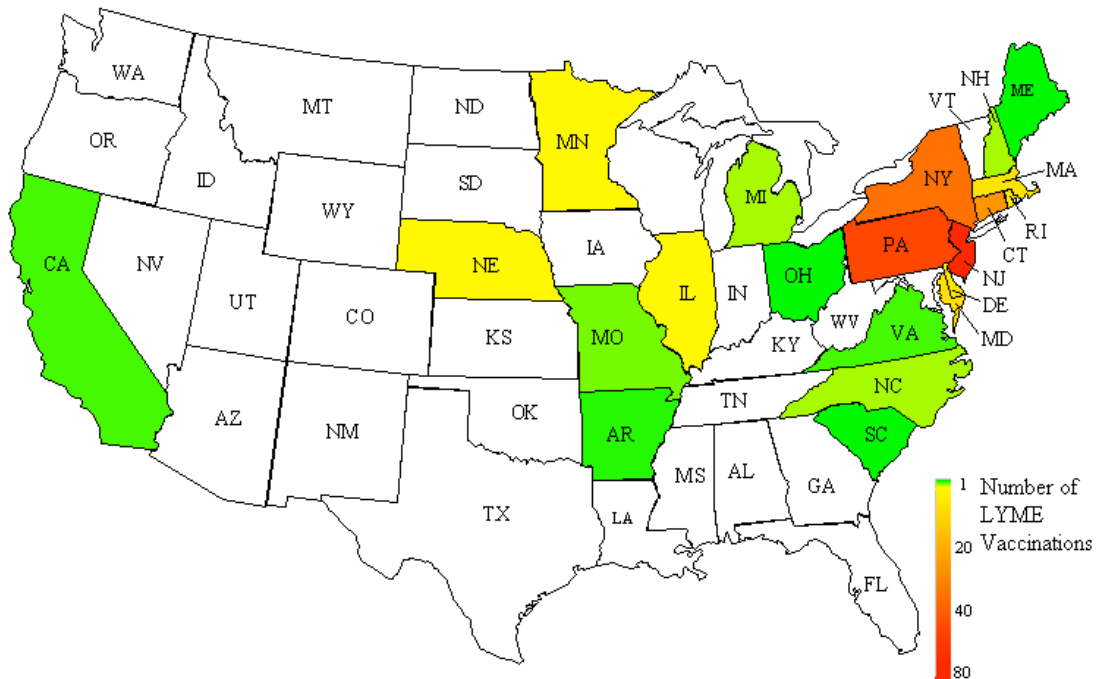 WA
MT
ND
MN
NH
ME
VT
OR
ID
SD
WY
MI
NY
MA
RI
CT
CA
NV
NE
IA
PA
NJ
OH
IL
IN
DE
UT
CO
KS
MO
WV
VA
MD
KY
NC
AZ
NM
OK
TN
AR
SC
MS
AL
GA
TX
LA
FL
1
Number of
LYME
Vaccinations
20
40
80